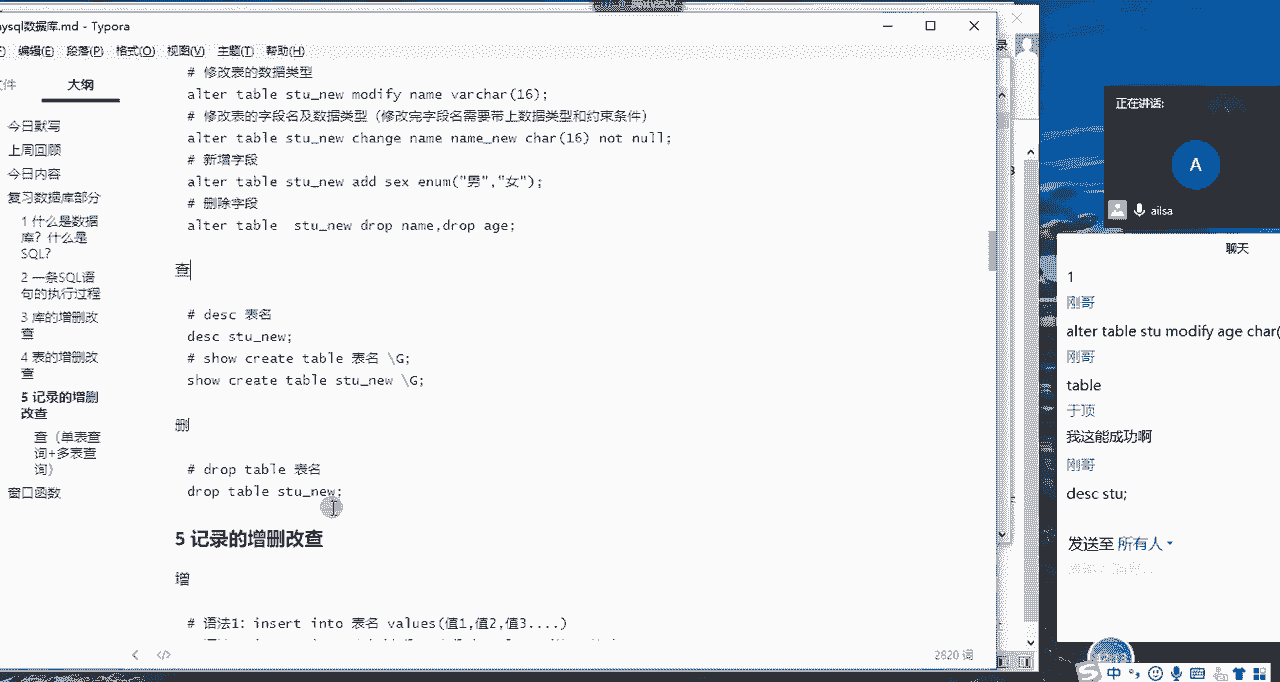 ysql数据库.md - Typora
编辑(E) 段落(P) 格式(O) 视图(V) 主题(T) 帮助(H)
大纲
今日默写
上周回顾
今日内容
复习数据库部分
1 什么是数据
库？什么是
SQL?
2 一条SQL语
句的执行过程
3 库的增删改
查
4 表的增删改
查
5 记录的增删
改查
查（单表查
询+多表查
询）
窗口函数
# 修改表的数据类型
alter table stu_new modify name varchar(16);
# 修改表的字段名及数据类型（修改完字段名需要带上数据类型和约束条件）
alter table stu_new change name name_new char(16) not null;
# 新增字段
alter table stu_new add sex enum("男","女");
# 删除字段
alter table  stu_new drop name,drop age;
查
# desc 表名
desc stu_new;
# show create table 表名 \G;
show create table stu_new \G;
删
# drop table 表名
drop table stu_new;
5 记录的增删改查
增
# 语法1: insert into 表名 values(值1,值2,值3....)
2820 词
正在讲话:
A
ailsa
聊天
1
刚哥
alter table stu modify age char(
刚哥
table
于顶
我这能成功啊
刚哥
desc stu;
发送至 所有人
中